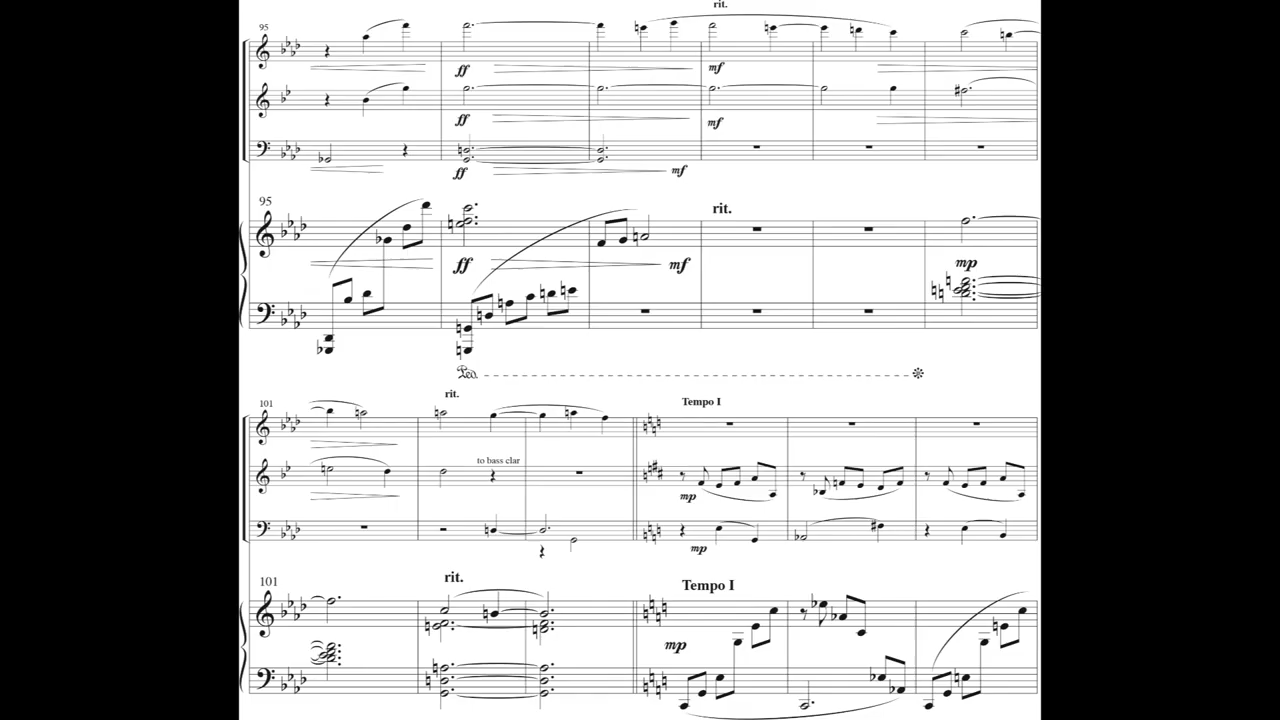 rit.
95
ff
mf
ff
mf
ff
mf
95
rit.
ff
mf
mp
Ped.
101
rit.
Tempo I
to bass clar
mp
mp
101
rit.
Tempo I
mp